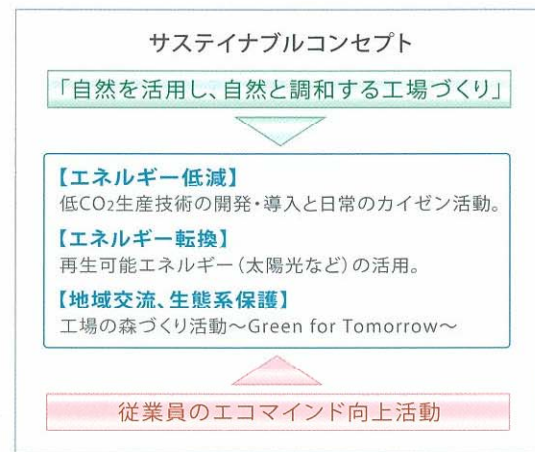 サステイナブルコンセプト
「自然を活用し、自然と調和する工場づくり」
【エネルギー低減】
低CO₂生産技術の開発・導入と日常のカイゼン活動。
【エネルギー転換】
再生可能エネルギー（太陽光など）の活用。
【地域交流、生態系保護】
工場の森づくり活動～Green for Tomorrow～
従業員のエコマインド向上活動